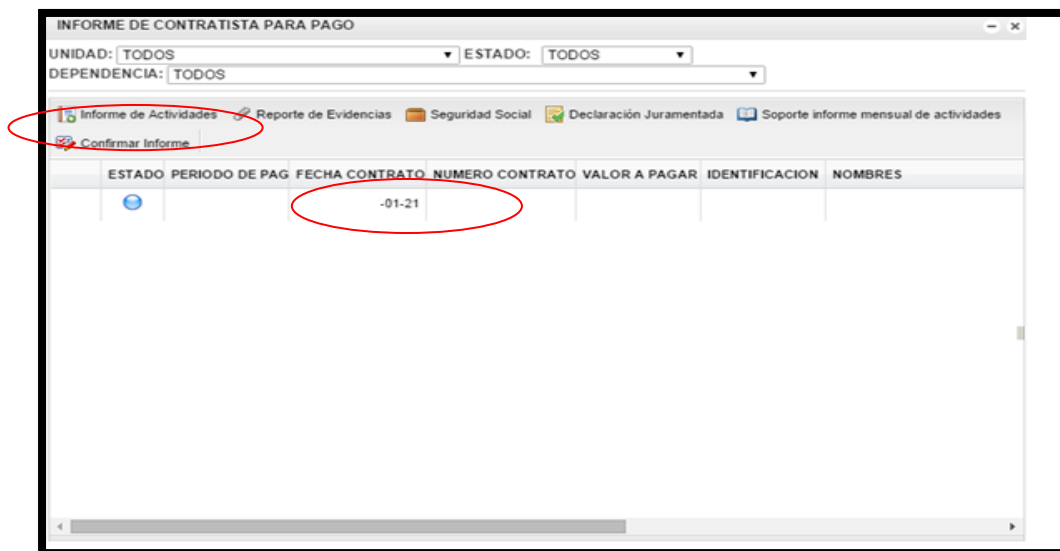 INFORME DE CONTRATISTA PARA PAGO
UNIDAD: TODOS ESTADO: TODOS
DEPENDENCIA: TODOS
Informe de Actividades Reporte de Evidencias Seguridad Social Declaración Juramentada Soporte informe mensual de actividades
Confirmar Informe
ESTADO PERIODO DE PAG FECHA CONTRATO NUMERO CONTRATO VALOR A PAGAR IDENTIFICACION NOMBRES
-01-21